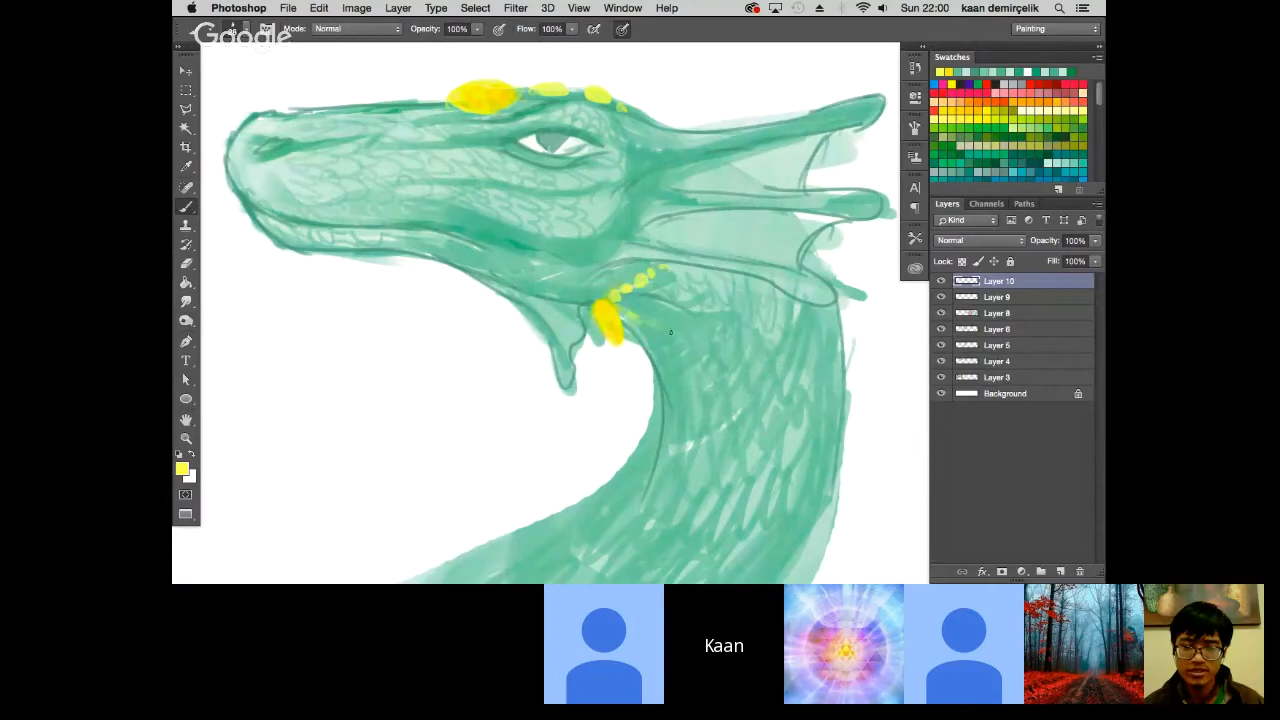 Photoshop File Edit Image Layer Type Select Filter 3D View Window Help Sun 22:00 kaan demirçelik
Google Mode: Normal Opacity: 100% Flow: 100% Painting
Swatches
Layers Channels Paths
Kind
Normal Opacity: 100%
Lock: Fill: 100%
Layer 10
Layer 9
Layer 8
Layer 6
Layer 5
Layer 4
Layer 3
Background
fx
Kaan